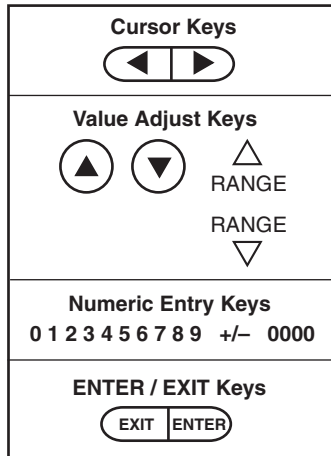 Cursor Keys
Value Adjust Keys
RANGE
RANGE
Numeric Entry Keys
0 1 2 3 4 5 6 7 8 9 +/– 0000
ENTER / EXIT Keys
EXIT ENTER